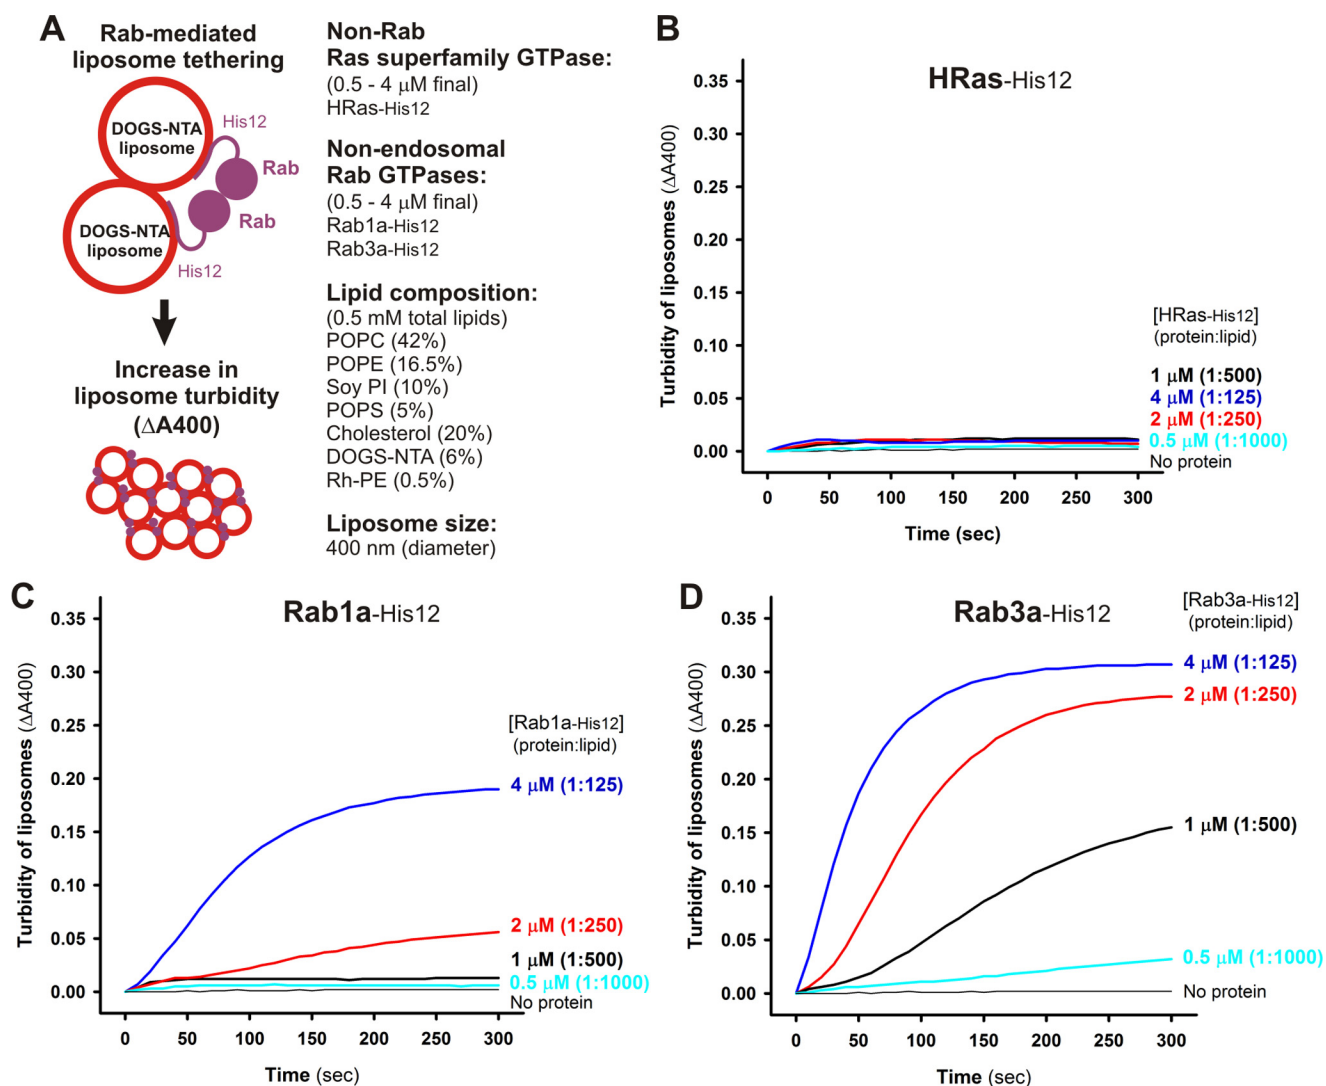 A
Rab-mediated
liposome tethering
DOGS-NTA
liposome
His12
Rab
Rab
DOGS-NTA
liposome
His12
Increase in
liposome turbidity
(ΔA400)
Non-Rab
Ras superfamily GTPase:
(0.5 - 4 μM final)
HRas-His12
Non-endosomal
Rab GTPases:
(0.5 - 4 μM final)
Rab1a-His12
Rab3a-His12
Lipid composition:
(0.5 mM total lipids)
POPC (42%)
POPE (16.5%)
Soy PI (10%)
POPS (5%)
Cholesterol (20%)
DOGS-NTA (6%)
Rh-PE (0.5%)
Liposome size:
400 nm (diameter)
B
HRas-His12
Turbidity of liposomes (ΔA400)
0.35
0.30
0.25
0.20
0.15
0.10
0.05
0.00
0 50 100 150 200 250 300
Time (sec)
[HRas-His12]
(protein:lipid)
1 μM (1:500)
4 μM (1:125)
2 μM (1:250)
0.5 μM (1:1000)
No protein
C
Rab1a-His12
Turbidity of liposomes (ΔA400)
0.35
0.30
0.25
0.20
0.15
0.10
0.05
0.00
0 50 100 150 200 250 300
Time (sec)
[Rab1a-His12]
(protein:lipid)
4 μM (1:125)
2 μM (1:250)
1 μM (1:500)
0.5 μM (1:1000)
No protein
D
Rab3a-His12
Turbidity of liposomes (ΔA400)
0.35
0.30
0.25
0.20
0.15
0.10
0.05
0.00
0 50 100 150 200 250 300
Time (sec)
[Rab3a-His12]
(protein:lipid)
4 μM (1:125)
2 μM (1:250)
1 μM (1:500)
0.5 μM (1:1000)
No protein